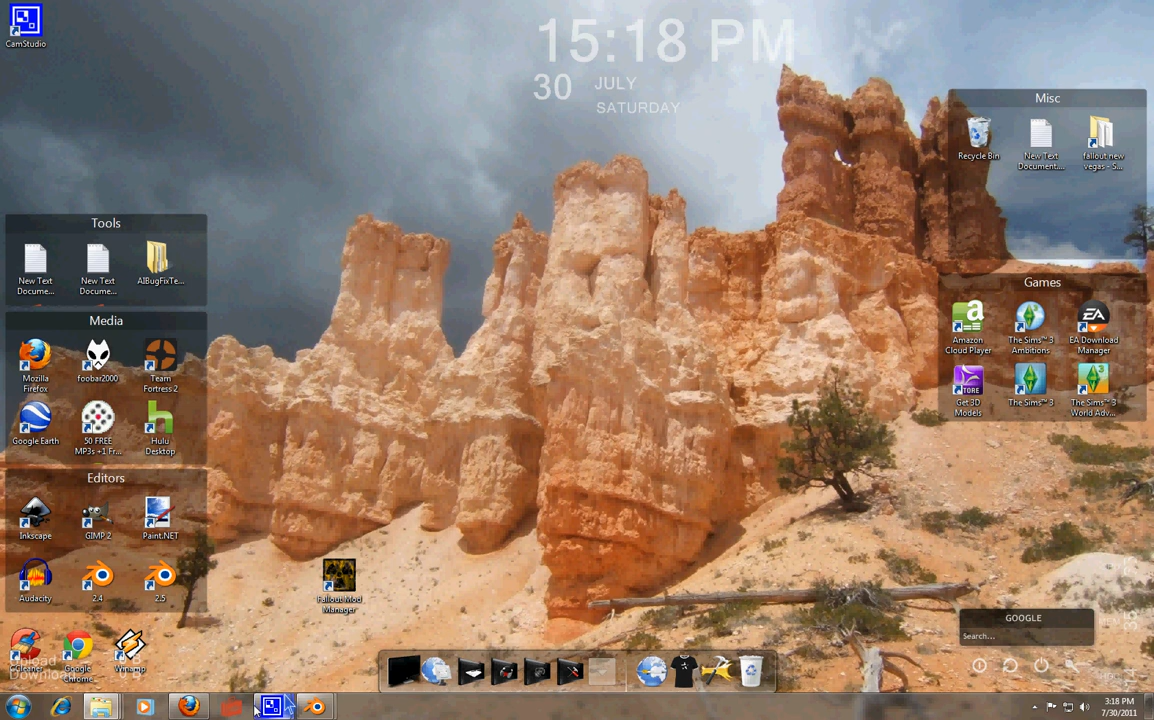 CamStudio
15:18 PM
30
JULY
SATURDAY
Misc
Recycle Bin
New Text
Document....
fallout new
vegas - S...
Tools
New Text
Docume...
New Text
Docume...
AIBugFixTe...
Games
Amazon
Cloud Player
The Sims™ 3
Ambitions
EA Download
Manager
Get 3D
Models
The Sims™ 3
The Sims™ 3
World Adv...
Media
Mozilla
Firefox
foobar2000
Team
Fortress 2
Google Earth
50 FREE
MP3s +1 Fr...
Hulu
Desktop
Editors
Inkscape
GIMP 2
Paint.NET
Audacity
2.4
2.5
Fallout Mod
Manager
CCleaner
Google
Chrome
Winamp
GOOGLE
Search...
3:18 PM
7/30/2011